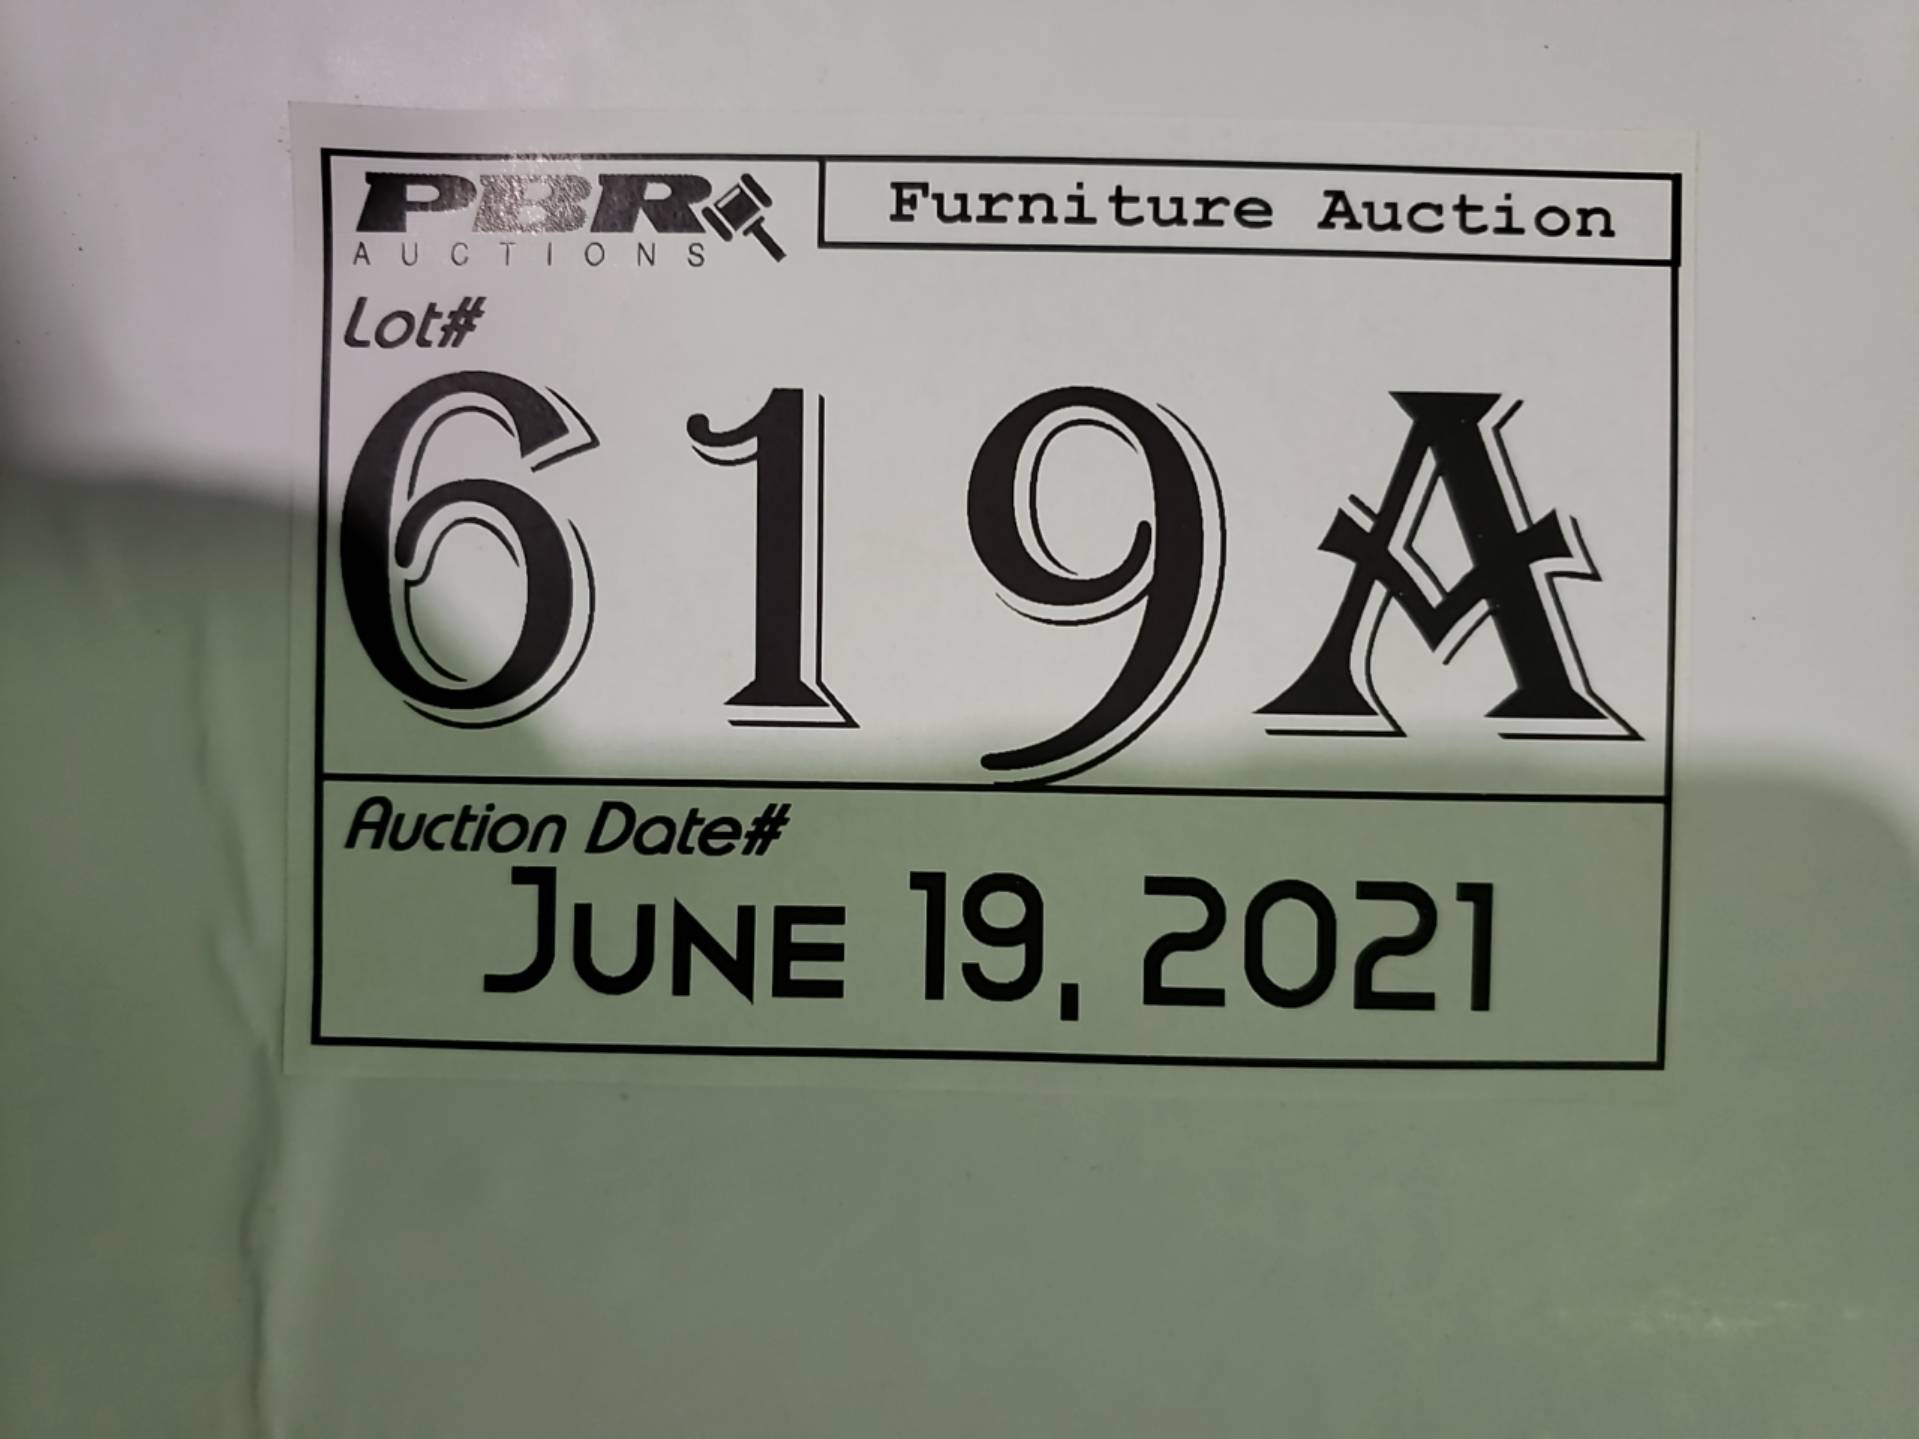 PBR
AUCTIONS
Furniture Auction
Lot#
619A
Auction Date#
JUNE 19, 2021